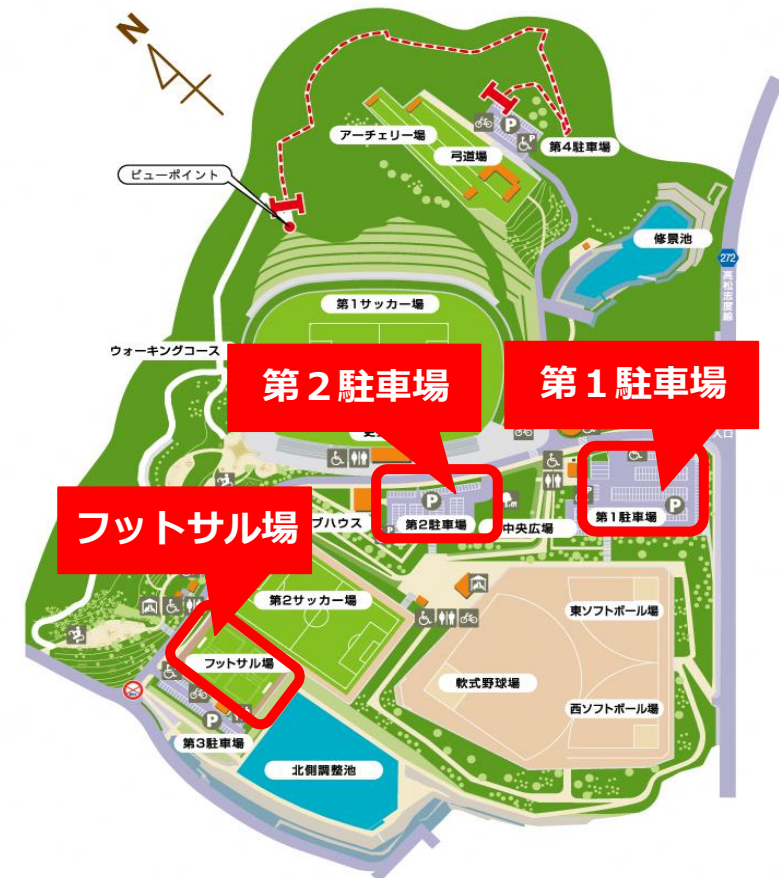 N
アーチェリー場
P
弓道場
P
第4駐車場
ビューポイント
修景池
272
高松志度線
第1サッカー場
ウォーキングコース
第２駐車場
第１駐車場
入口
P
第2駐車場
中央広場
P
第1駐車場
ブハウス
フットサル場
第2サッカー場
東ソフトボール場
フットサル場
軟式野球場
西ソフトボール場
P
第3駐車場
北側調整池